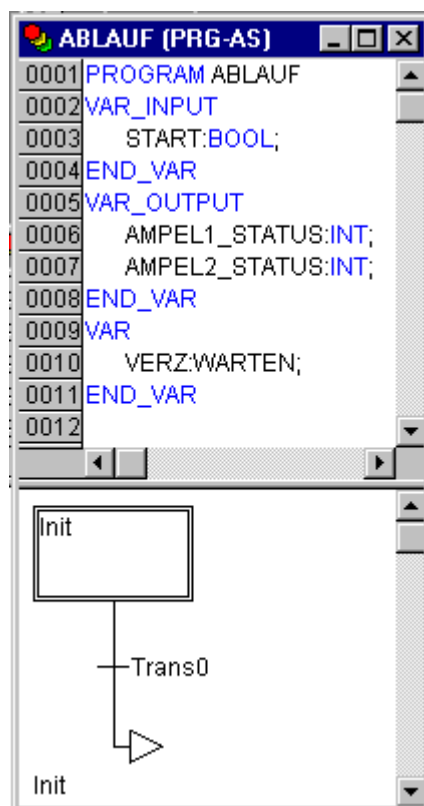 ABLAUF (PRG-AS)
0001 PROGRAM ABLAUF
0002 VAR_INPUT
0003 START:BOOL;
0004 END_VAR
0005 VAR_OUTPUT
0006 AMPEL1_STATUS:INT;
0007 AMPEL2_STATUS:INT;
0008 END_VAR
0009 VAR
0010 VERZ:WARTEN;
0011 END_VAR
0012
Init
Trans0
Init